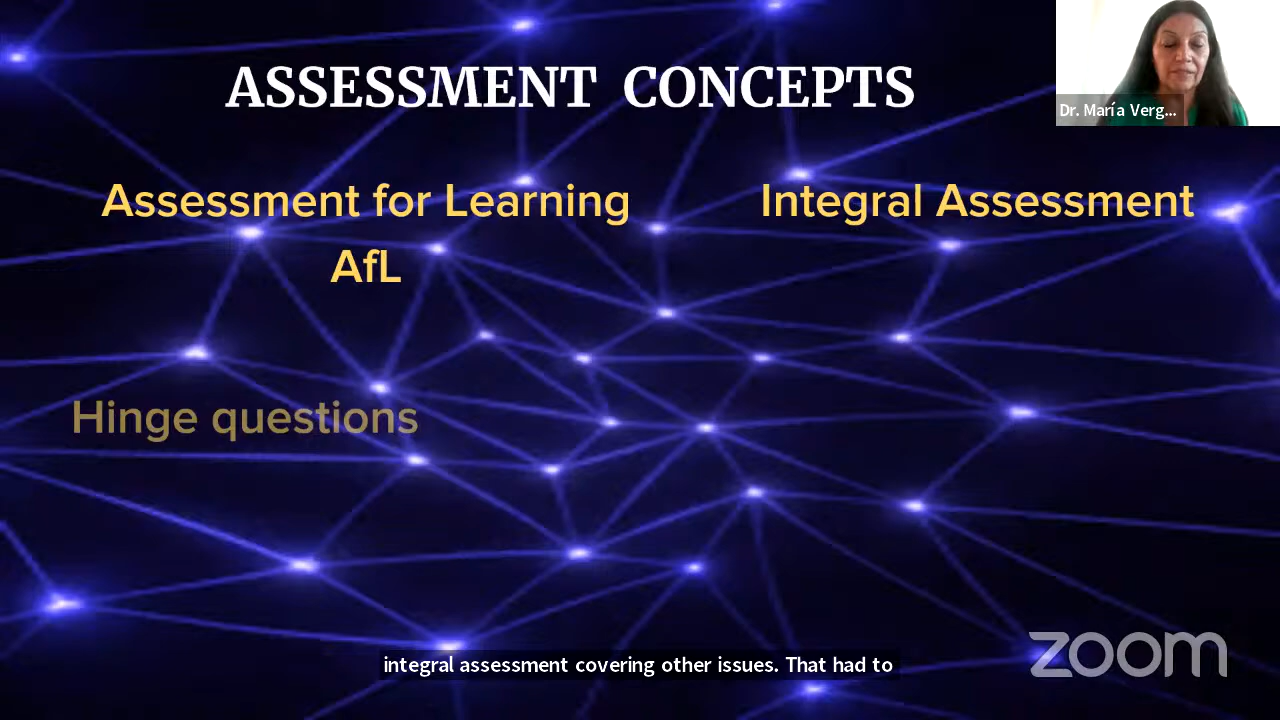 ASSESSMENT CONCEPTS
Dr. María Verg...
Assessment for Learning
AfL
Integral Assessment
Hinge questions
integral assessment covering other issues. That had to
zoom